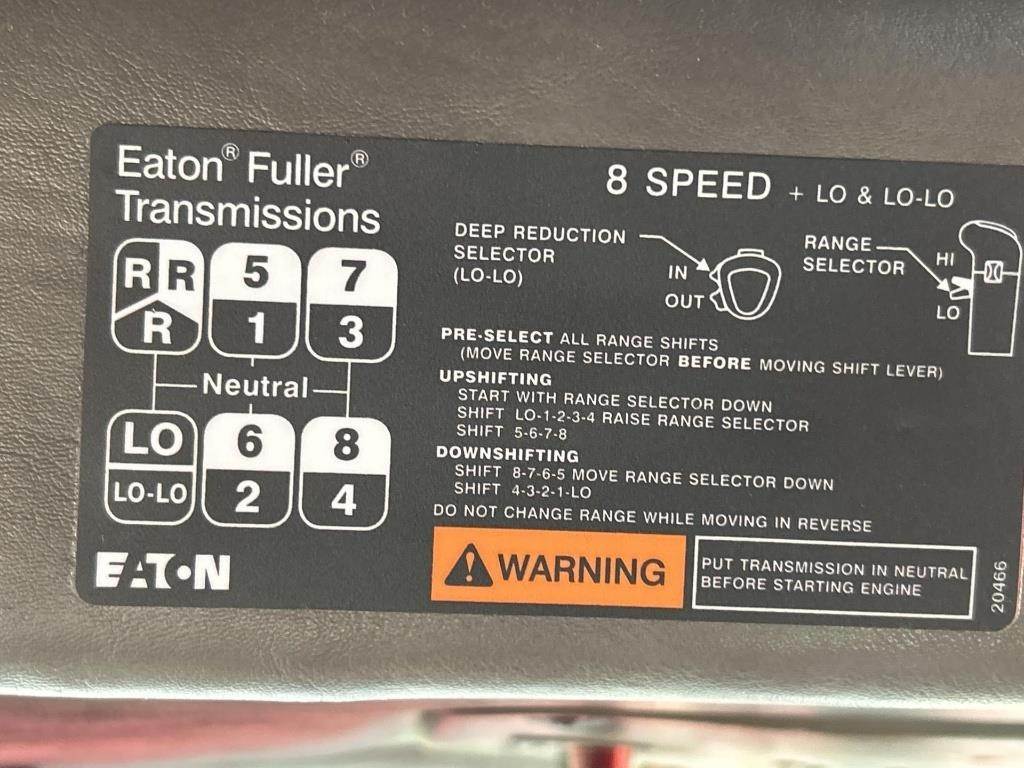 Eaton® Fuller®
Transmissions
8 SPEED + LO & LO-LO
R R
R
5
1
7
3
Neutral
LO
LO-LO
6
2
8
4
EATON
DEEP REDUCTION
SELECTOR
(LO-LO)
IN
OUT
RANGE
SELECTOR
HI
LO
PRE-SELECT ALL RANGE SHIFTS
(MOVE RANGE SELECTOR BEFORE MOVING SHIFT LEVER)
UPSHIFTING
START WITH RANGE SELECTOR DOWN
SHIFT LO-1-2-3-4 RAISE RANGE SELECTOR
SHIFT 5-6-7-8
DOWNSHIFTING
SHIFT 8-7-6-5 MOVE RANGE SELECTOR DOWN
SHIFT 4-3-2-1-LO
DO NOT CHANGE RANGE WHILE MOVING IN REVERSE
WARNING
PUT TRANSMISSION IN NEUTRAL
BEFORE STARTING ENGINE
20466